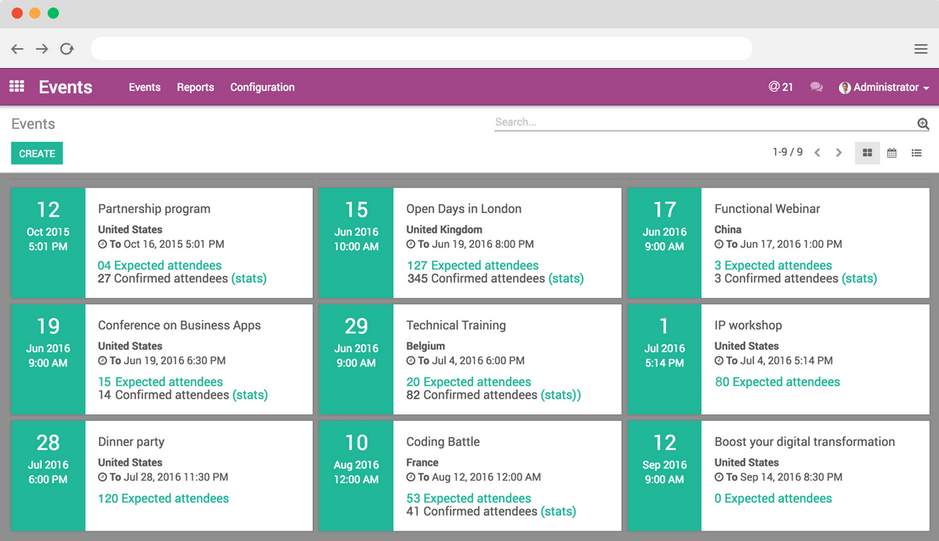 Events
Events Reports Configuration
@ 21
Administrator
Events
Search...
CREATE
1-9 / 9
12
Oct 2015
5:01 PM
Partnership program
United States
To Oct 16, 2015 5:01 PM
04 Expected attendees
27 Confirmed attendees (stats)
15
Jun 2016
10:00 AM
Open Days in London
United Kingdom
To Jun 19, 2016 8:00 PM
127 Expected attendees
345 Confirmed attendees (stats)
17
Jun 2016
9:00 AM
Functional Webinar
China
To Jun 17, 2016 1:00 PM
3 Expected attendees
3 Confirmed attendees (stats)
19
Jun 2016
9:00 AM
Conference on Business Apps
United States
To Jun 19, 2016 6:30 PM
15 Expected attendees
14 Confirmed attendees (stats)
29
Jun 2016
9:00 AM
Technical Training
Belgium
To Jul 4, 2016 6:00 PM
20 Expected attendees
82 Confirmed attendees (stats))
1
Jul 2016
5:14 PM
IP workshop
United States
To Jul 4, 2016 5:14 PM
80 Expected attendees
28
Jul 2016
6:00 PM
Dinner party
United States
To Jul 28, 2016 11:30 PM
120 Expected attendees
10
Aug 2016
12:00 AM
Coding Battle
France
To Aug 12, 2016 12:00 AM
53 Expected attendees
41 Confirmed attendees (stats)
12
Sep 2016
9:00 AM
Boost your digital transformation
United States
To Sep 14, 2016 8:30 PM
0 Expected attendees